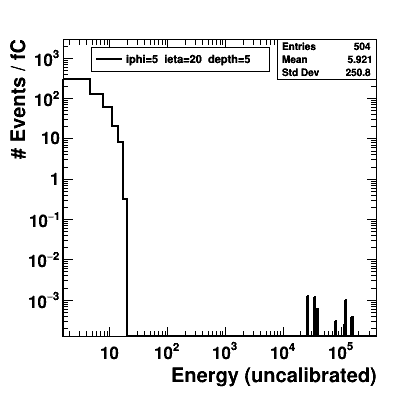 # Events / fC
iphi=5 ieta=20 depth=5
Entries 504
Mean 5.921
Std Dev 250.8
10³
10²
10
1
10⁻¹
10⁻²
10⁻³
10 10² 10³ 10⁴ 10⁵
Energy (uncalibrated)